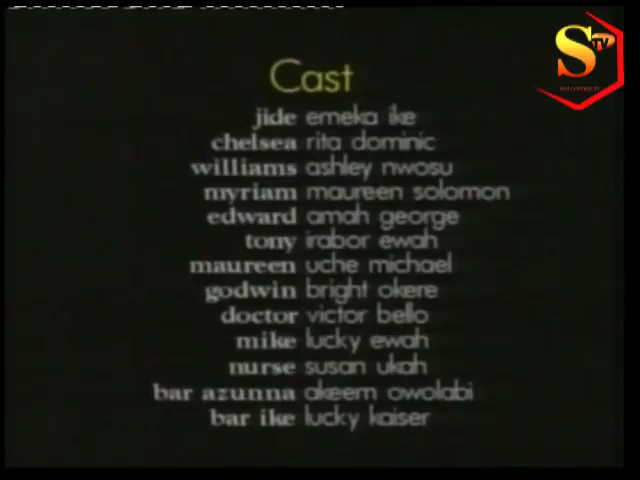 STV
Cast
jide emeka ike
chelsea rita dominic
williams ashley nwosu
myriam maureen solomon
edward amah george
tony irabor ewah
maureen uche michael
godwin bright okere
doctor victor bello
mike lucky ewah
nurse susan ukah
bar azunna akeem owolabi
bar ike lucky kaiser